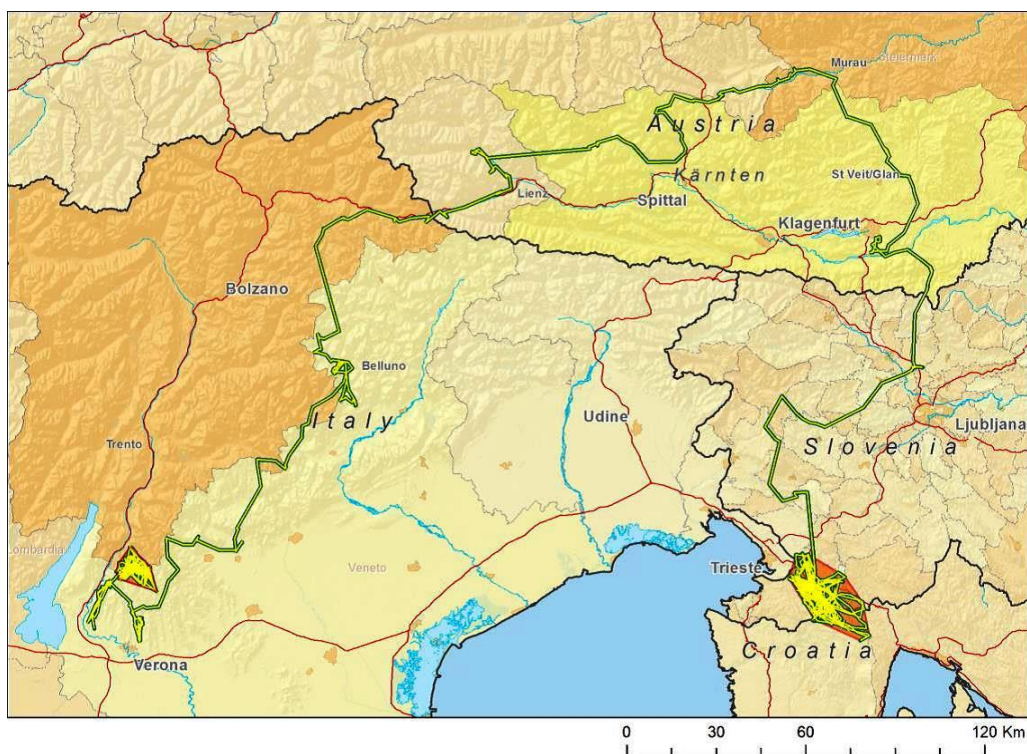 Murau
Steiermark
Austria
Kärnten
St Veit/Glan
Lienz
Spittal
Klagenfurt
Bolzano
Belluno
Italy
Udine
Ljubljana
Slovenia
Trento
Lombardia
Veneto
Trieste
Croatia
Verona
0 30 60 120 Km